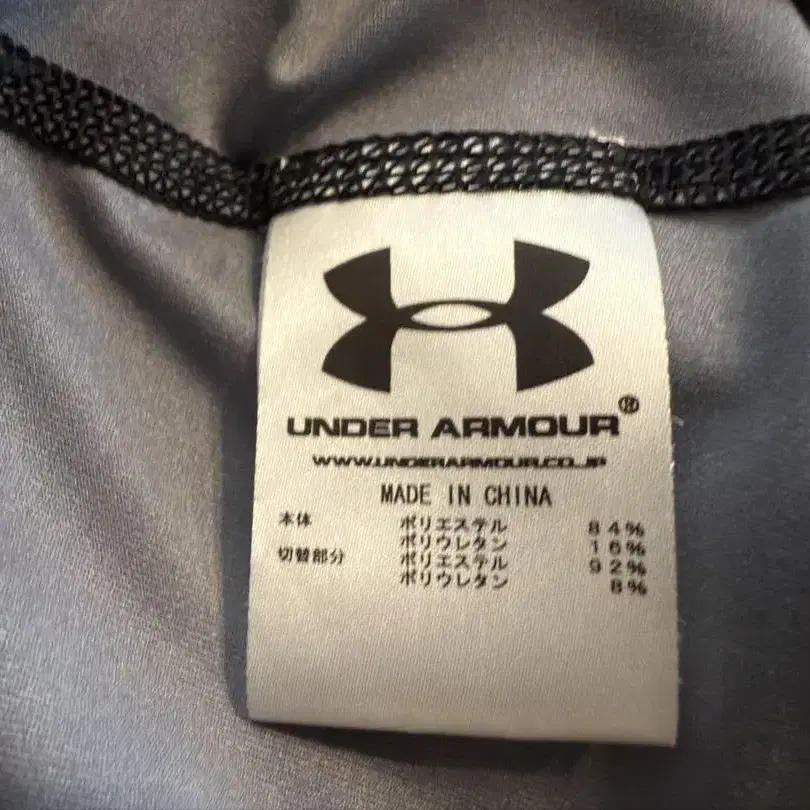 UNDER ARMOUR®
WWW.UNDERARMOUR.CO.JP
MADE IN CHINA
本体 ポリエステル 84%
ポリウレタン 16%
切替部分 ポリエステル 92%
ポリウレタン 8%